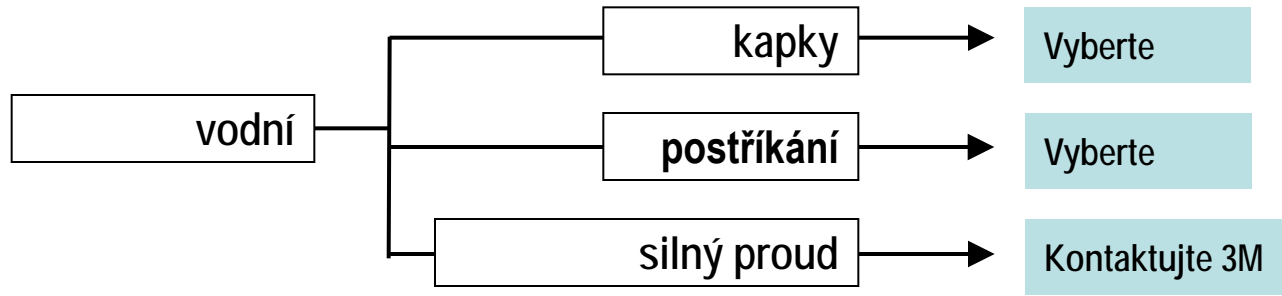 kapky
Vyberte
vodní
postříkání
Vyberte
silný proud
Kontaktujte 3M